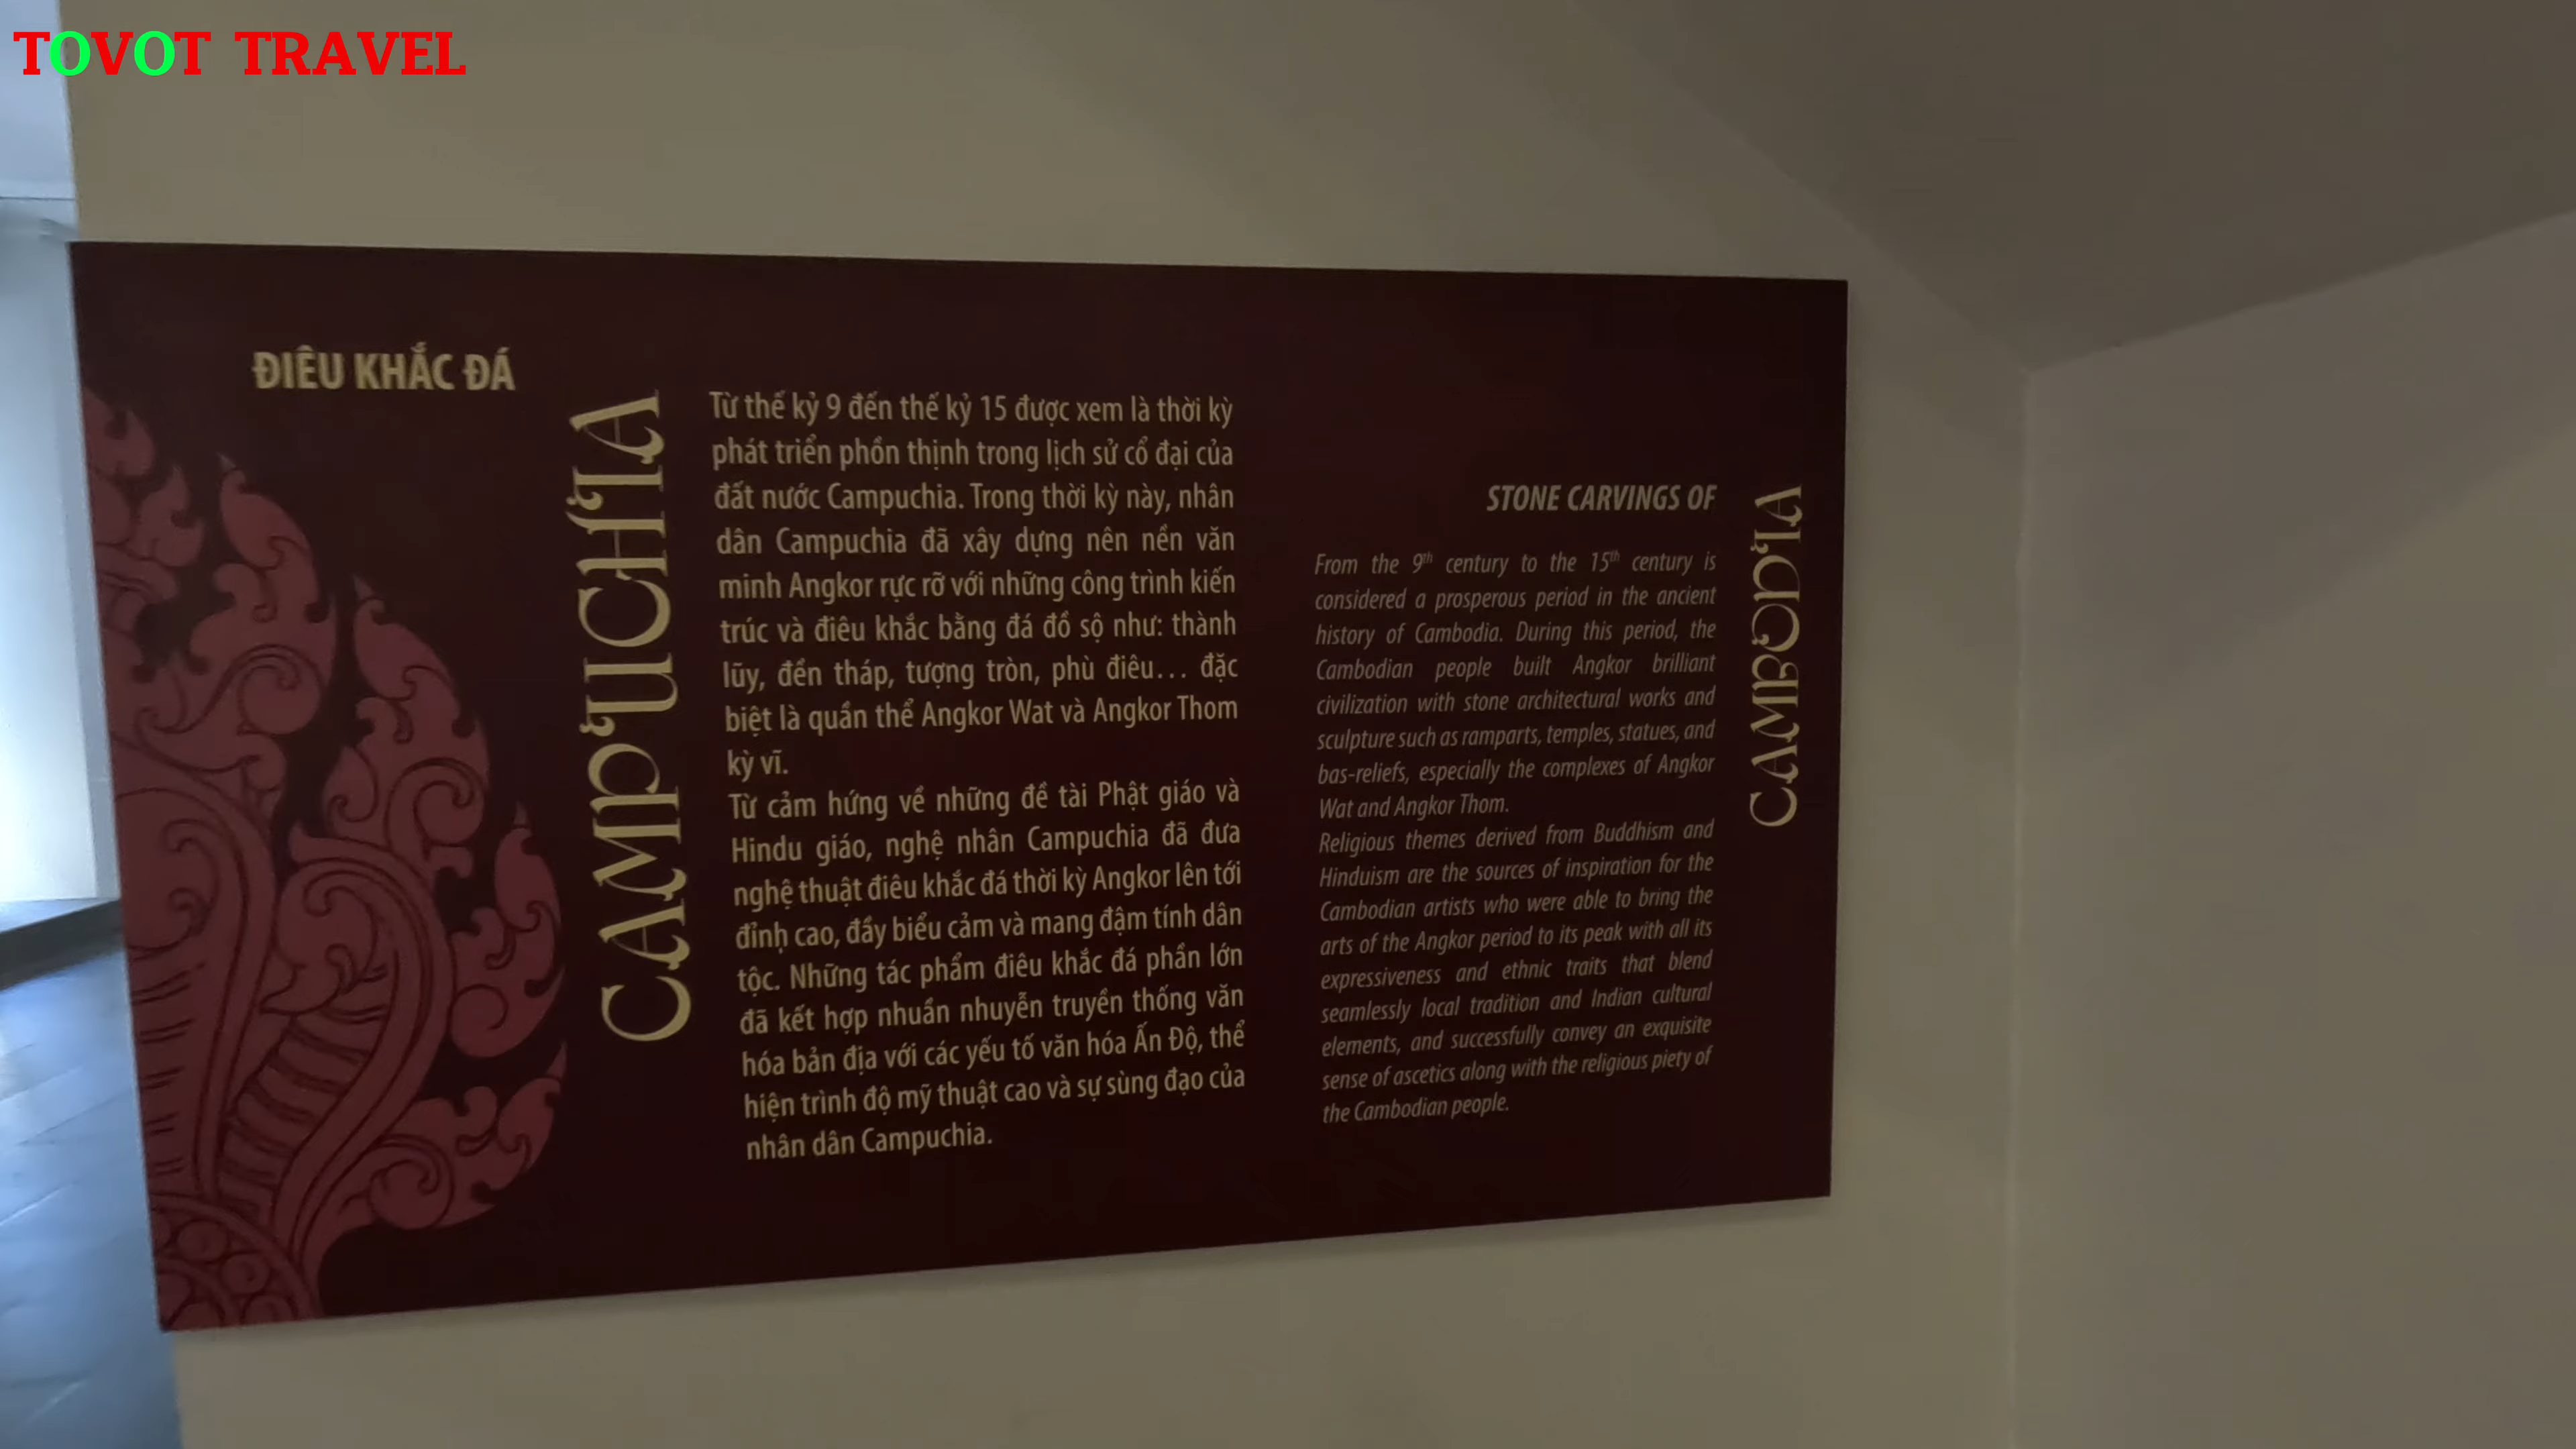 TOVOT TRAVEL
ĐIÊU KHẮC ĐÁ
CAMPUCHIA
Từ thế kỷ 9 đến thế kỷ 15 được xem là thời kỳ
phát triển phồn thịnh trong lịch sử cổ đại của
đất nước Campuchia. Trong thời kỳ này, nhân
dân Campuchia đã xây dựng nên nền văn
minh Angkor rực rỡ với những công trình kiến
trúc và điêu khắc bằng đá đồ sộ như: thành
lũy, đền tháp, tượng tròn, phù điêu... đặc
biệt là quần thể Angkor Wat và Angkor Thom
kỳ vĩ.
Từ cảm hứng về những đề tài Phật giáo và
Hindu giáo, nghệ nhân Campuchia đã đưa
nghệ thuật điêu khắc đá thời kỳ Angkor lên tới
đỉnh cao, đầy biểu cảm và mang đậm tính dân
tộc. Những tác phẩm điêu khắc đá phần lớn
đã kết hợp nhuần nhuyễn truyền thống văn
hóa bản địa với các yếu tố văn hóa Ấn Độ, thể
hiện trình độ mỹ thuật cao và sự sùng đạo của
nhân dân Campuchia.
STONE CARVINGS OF
CAMBODIA
From the 9th century to the 15th century is
considered a prosperous period in the ancient
history of Cambodia. During this period, the
Cambodian people built Angkor brilliant
civilization with stone architectural works and
sculpture such as ramparts, temples, statues, and
bas-reliefs, especially the complexes of Angkor
Wat and Angkor Thom.
Religious themes derived from Buddhism and
Hinduism are the sources of inspiration for the
Cambodian artists who were able to bring the
arts of the Angkor period to its peak with all its
expressiveness and ethnic traits that blend
seamlessly local tradition and Indian cultural
elements, and successfully convey an exquisite
sense of ascetics along with the religious piety of
the Cambodian people.